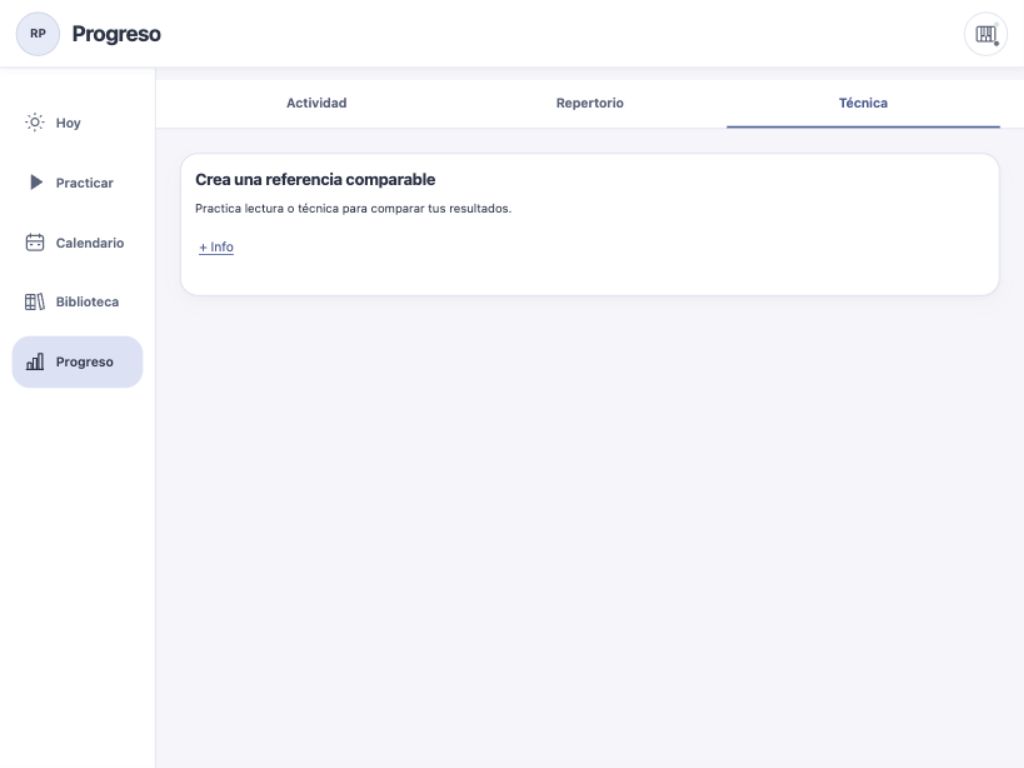 RP
Progreso
Hoy
Practicar
Calendario
Biblioteca
Progreso
Actividad
Repertorio
Técnica
Crea una referencia comparable
Practica lectura o técnica para comparar tus resultados.
+ Info